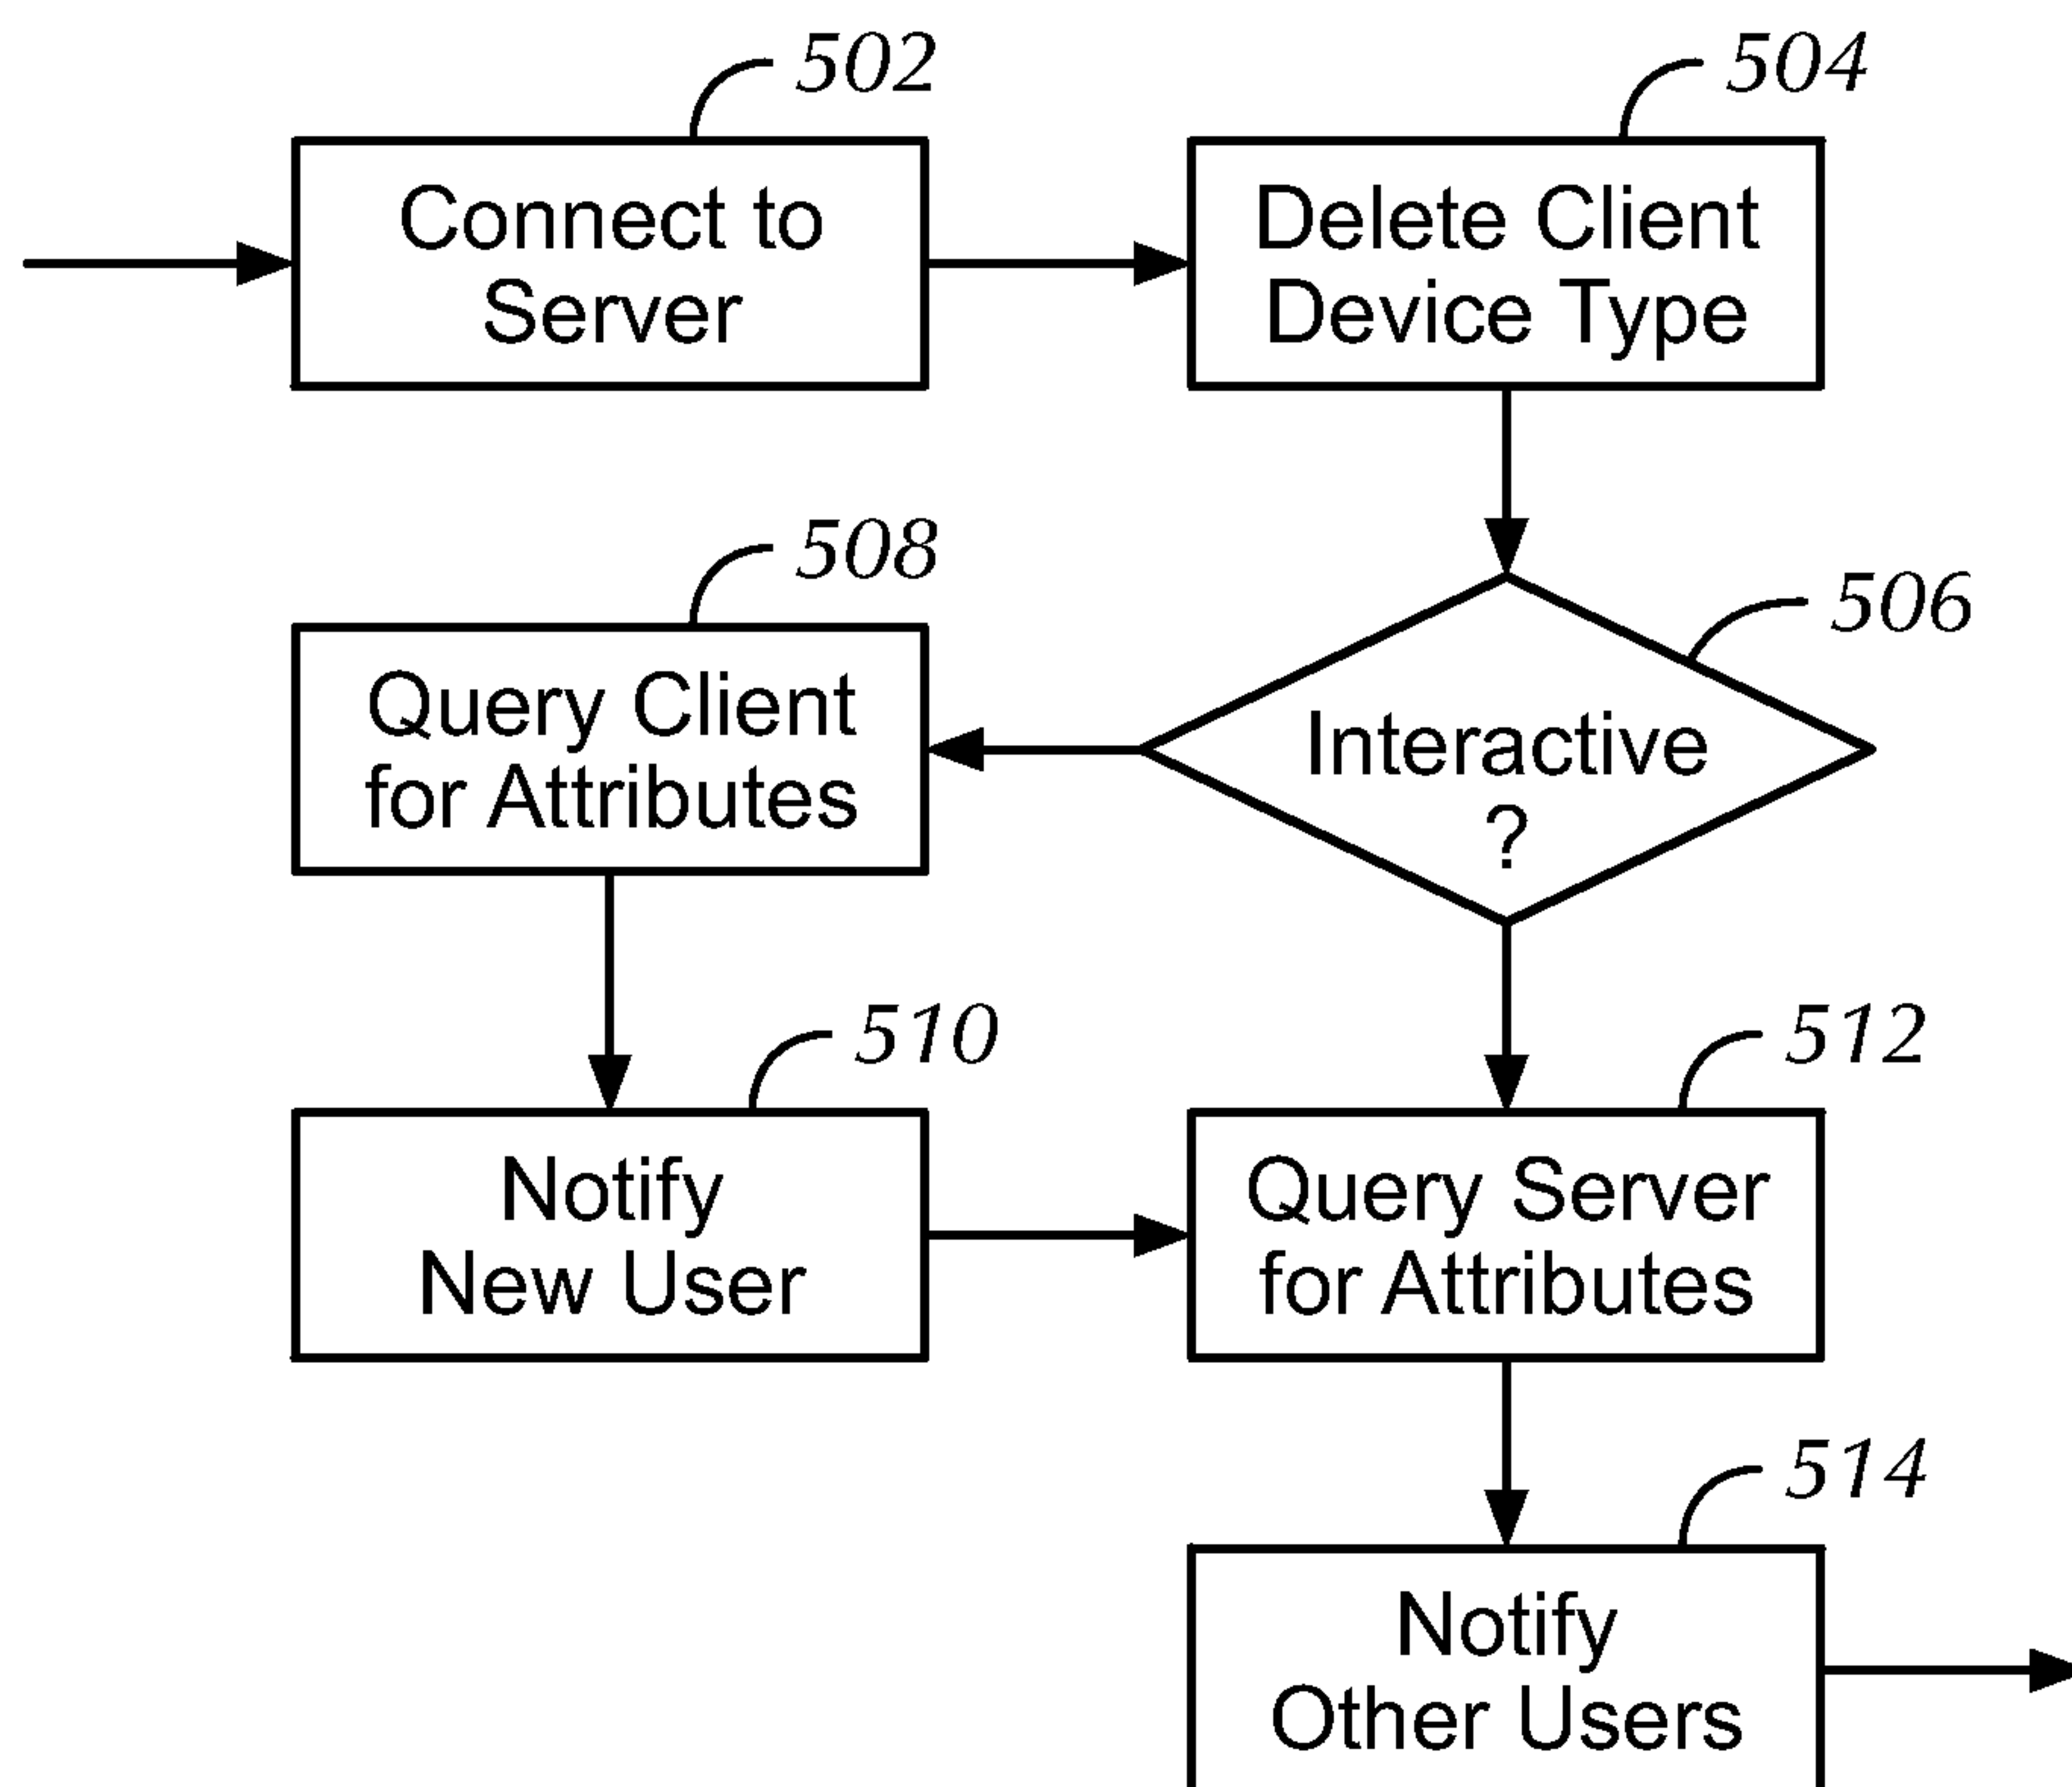 502
Connect to
Server
504
Delete Client
Device Type
506
Interactive
?
508
Query Client
for Attributes
510
Notify
New User
512
Query Server
for Attributes
514
Notify
Other Users